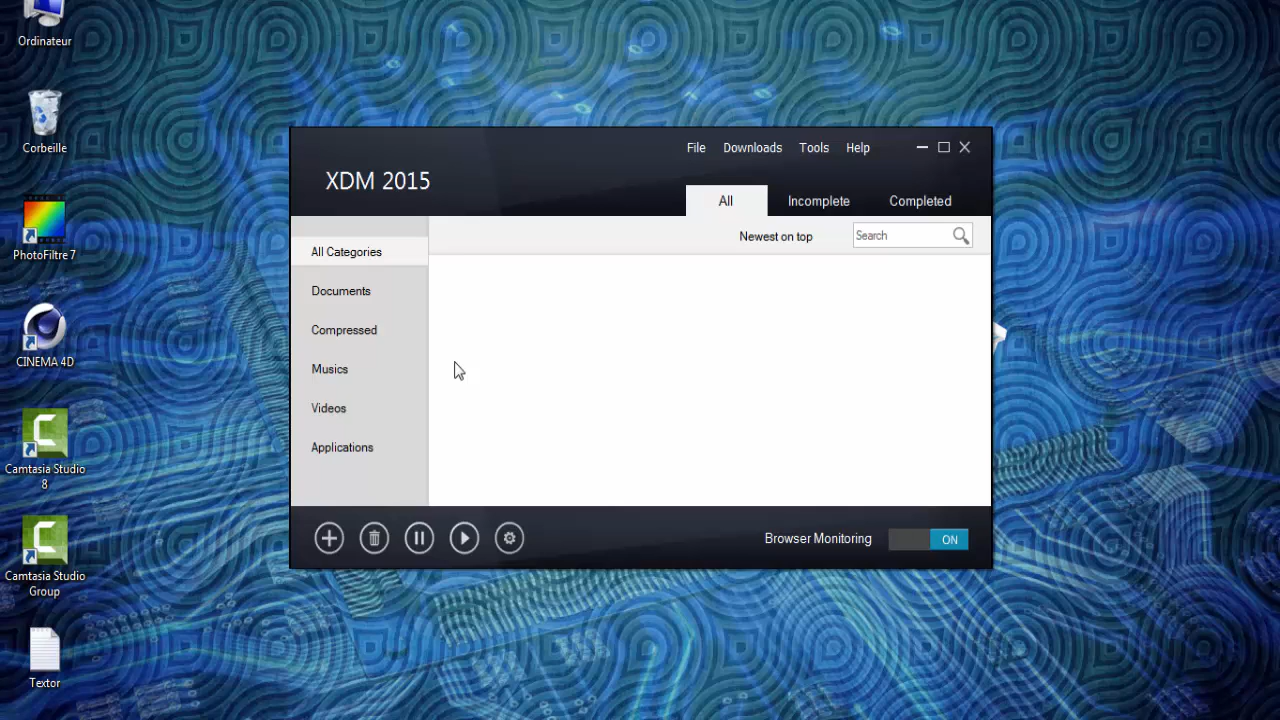 Ordinateur
Corbeille
PhotoFiltre 7
CINEMA 4D
Camtasia Studio
8
Camtasia Studio
Group
Textor
File Downloads Tools Help
XDM 2015
All Incomplete Completed
Newest on top Search
All Categories
Documents
Compressed
Musics
Videos
Applications
Browser Monitoring ON